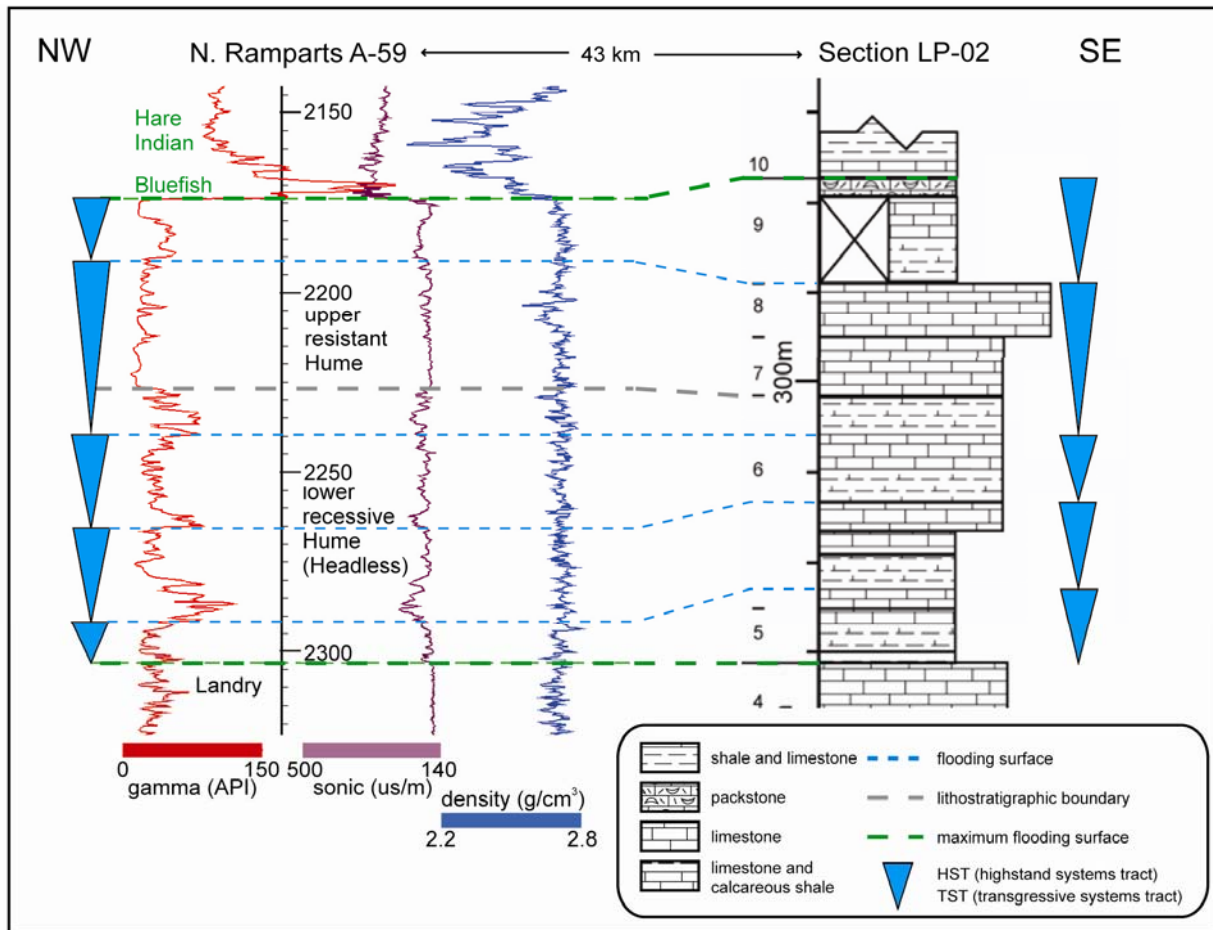 NW
N. Ramparts A-59
43 km
Section LP-02
SE
Hare
Indian
Bluefish
2150
2200
upper
resistant
Hume
2250
lower
recessive
Hume
(Headless)
2300
Landry
10
9
8
7
6
5
4
300m
0
150
gamma (API)
500
140
sonic (us/m)
density (g/cm³)
2.2
2.8
shale and limestone
packstone
limestone
limestone and
calcareous shale
flooding surface
lithostratigraphic boundary
maximum flooding surface
HST (highstand systems tract)
TST (transgressive systems tract)